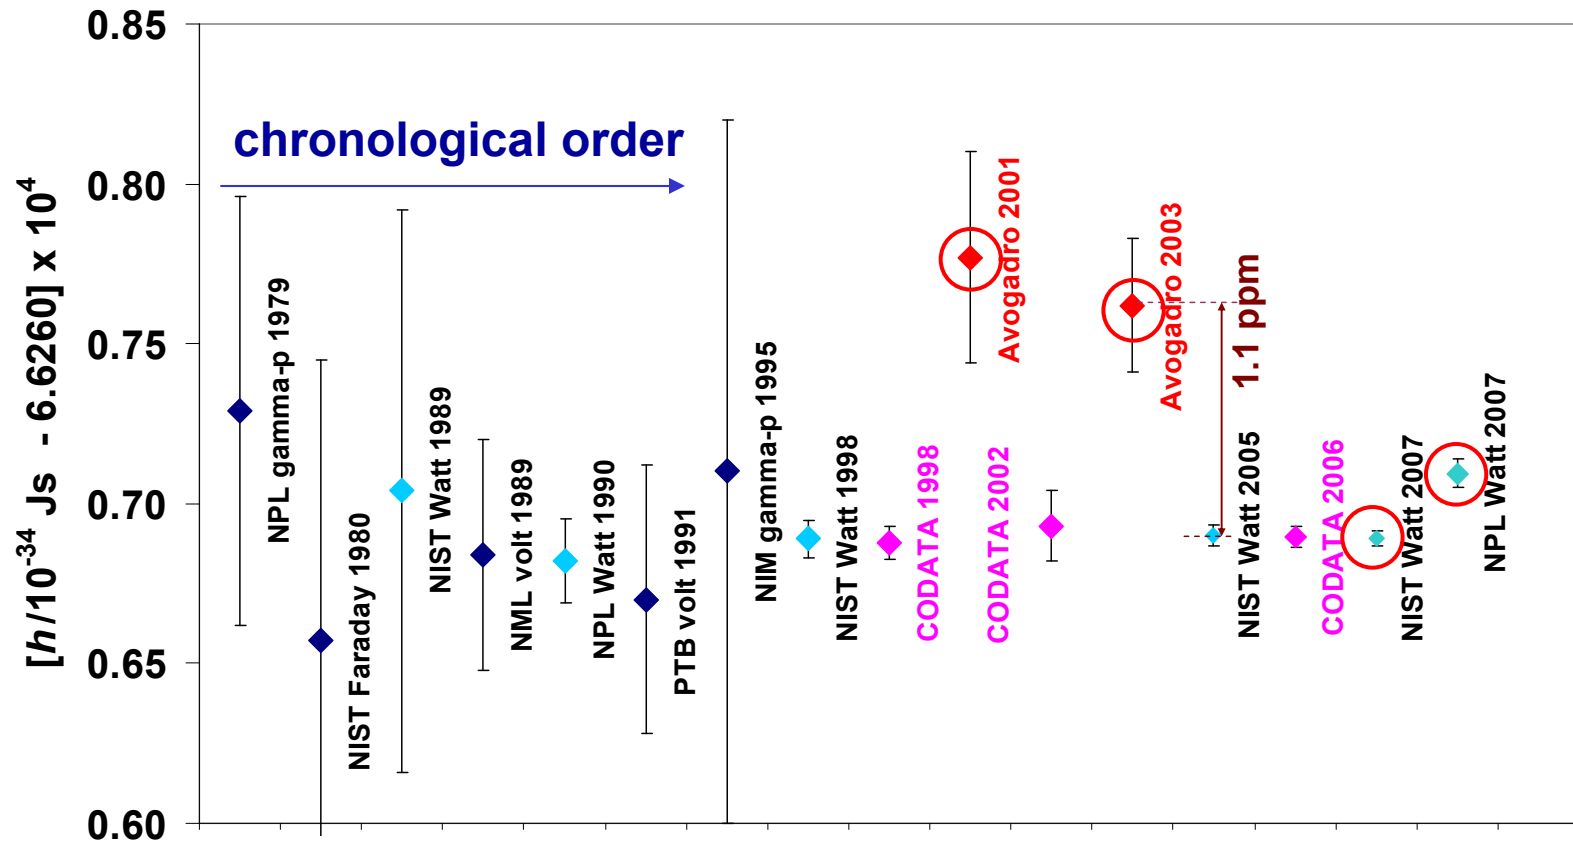 [h/10-34 Js - 6.6260] x 104
0.85
0.80
0.75
0.70
0.65
0.60
chronological order
NPL gamma-p 1979
NIST Faraday 1980
NIST Watt 1989
NML volt 1989
NPL Watt 1990
PTB volt 1991
NIM gamma-p 1995
NIST Watt 1998
CODATA 1998
Avogadro 2001
CODATA 2002
Avogadro 2003
1.1 ppm
NIST Watt 2005
CODATA 2006
NIST Watt 2007
NPL Watt 2007